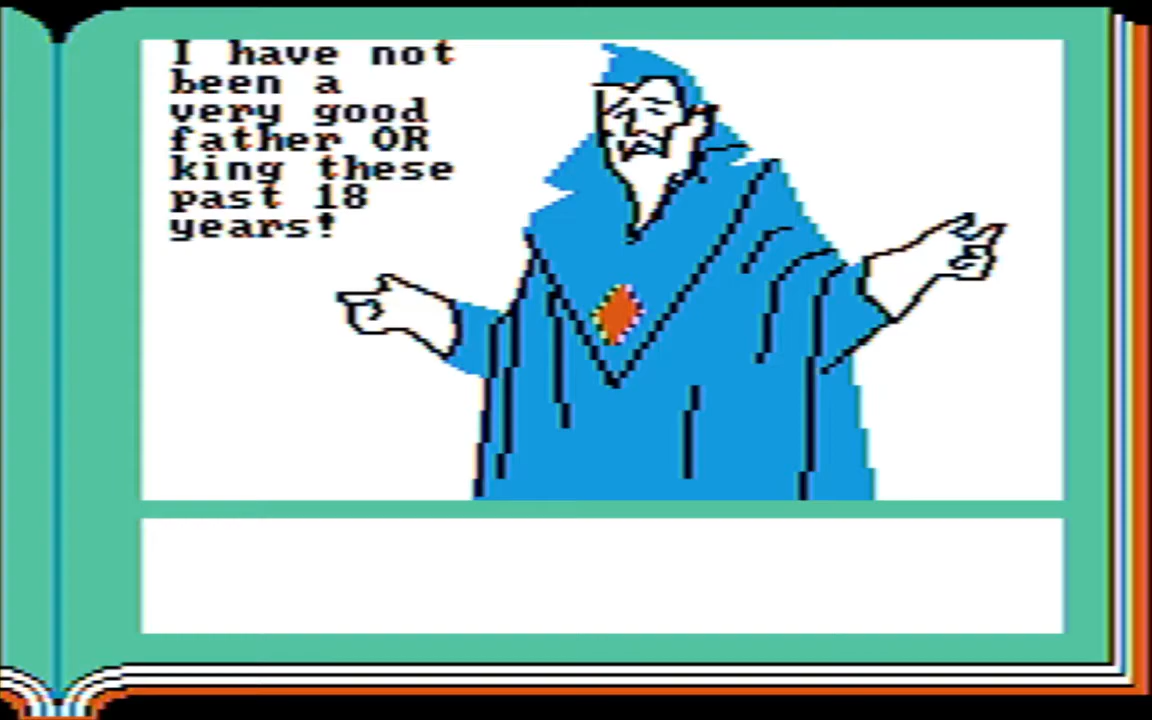 I have not
been a
very good
father OR
king these
past 18
years!